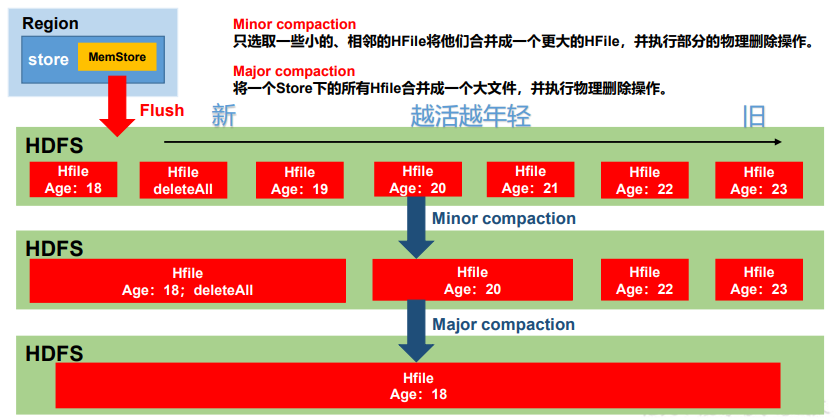 Region
store
MemStore
Minor compaction
只选取一些小的、相邻的HFile将他们合并成一个更大的HFile，并执行部分的物理删除操作。
Major compaction
将一个Store下的所有Hfile合并成一个大文件，并执行物理删除操作。
Flush
新
越活越年轻
旧
HDFS
Hfile
Age：18
Hfile
deleteAll
Hfile
Age：19
Hfile
Age：20
Hfile
Age：21
Hfile
Age：22
Hfile
Age：23
Minor compaction
HDFS
Hfile
Age：18；deleteAll
Hfile
Age：20
Hfile
Age：22
Hfile
Age：23
Major compaction
HDFS
Hfile
Age：18